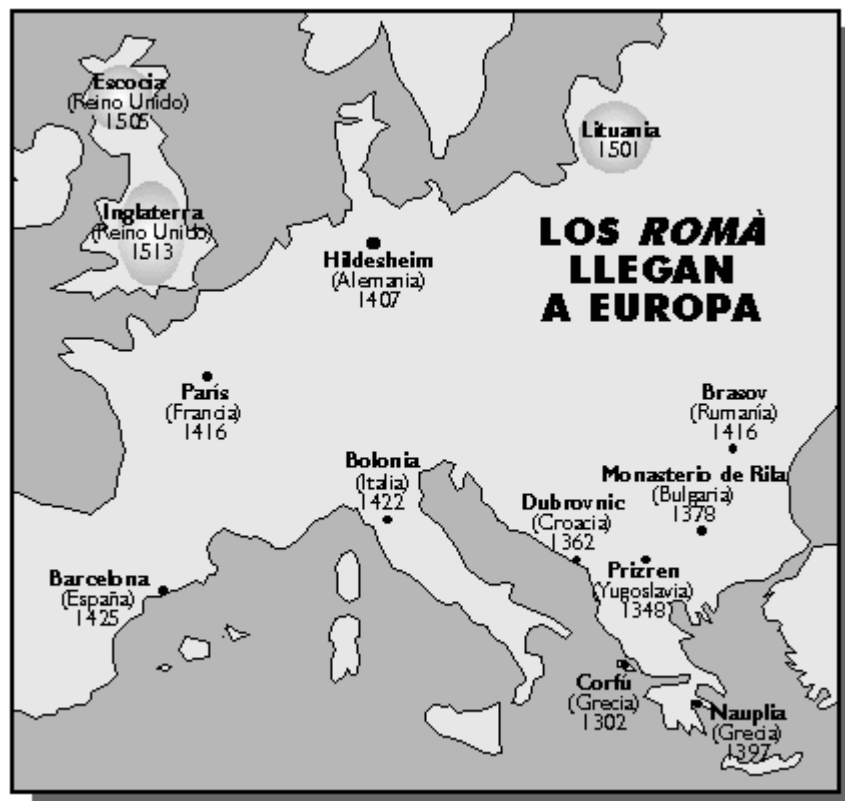 Escocia
(Reino Unido)
1505
Lituania
1501
Inglaterra
(Reino Unido)
1513
LOS ROMÀ
LLEGAN
A EUROPA
Hildesheim
(Alemania)
1407
París
(Francia)
1416
Brasov
(Rumanía)
1416
Bolonia
(Italia)
1422
Monasterio de Rila
(Bulgaria)
1378
Dubrovnic
(Croacia)
1362
Prizren
(Yugoslavia)
1348
Barcelona
(España)
1425
Corfú
(Grecia)
1302
Nauplia
(Grecia)
1397